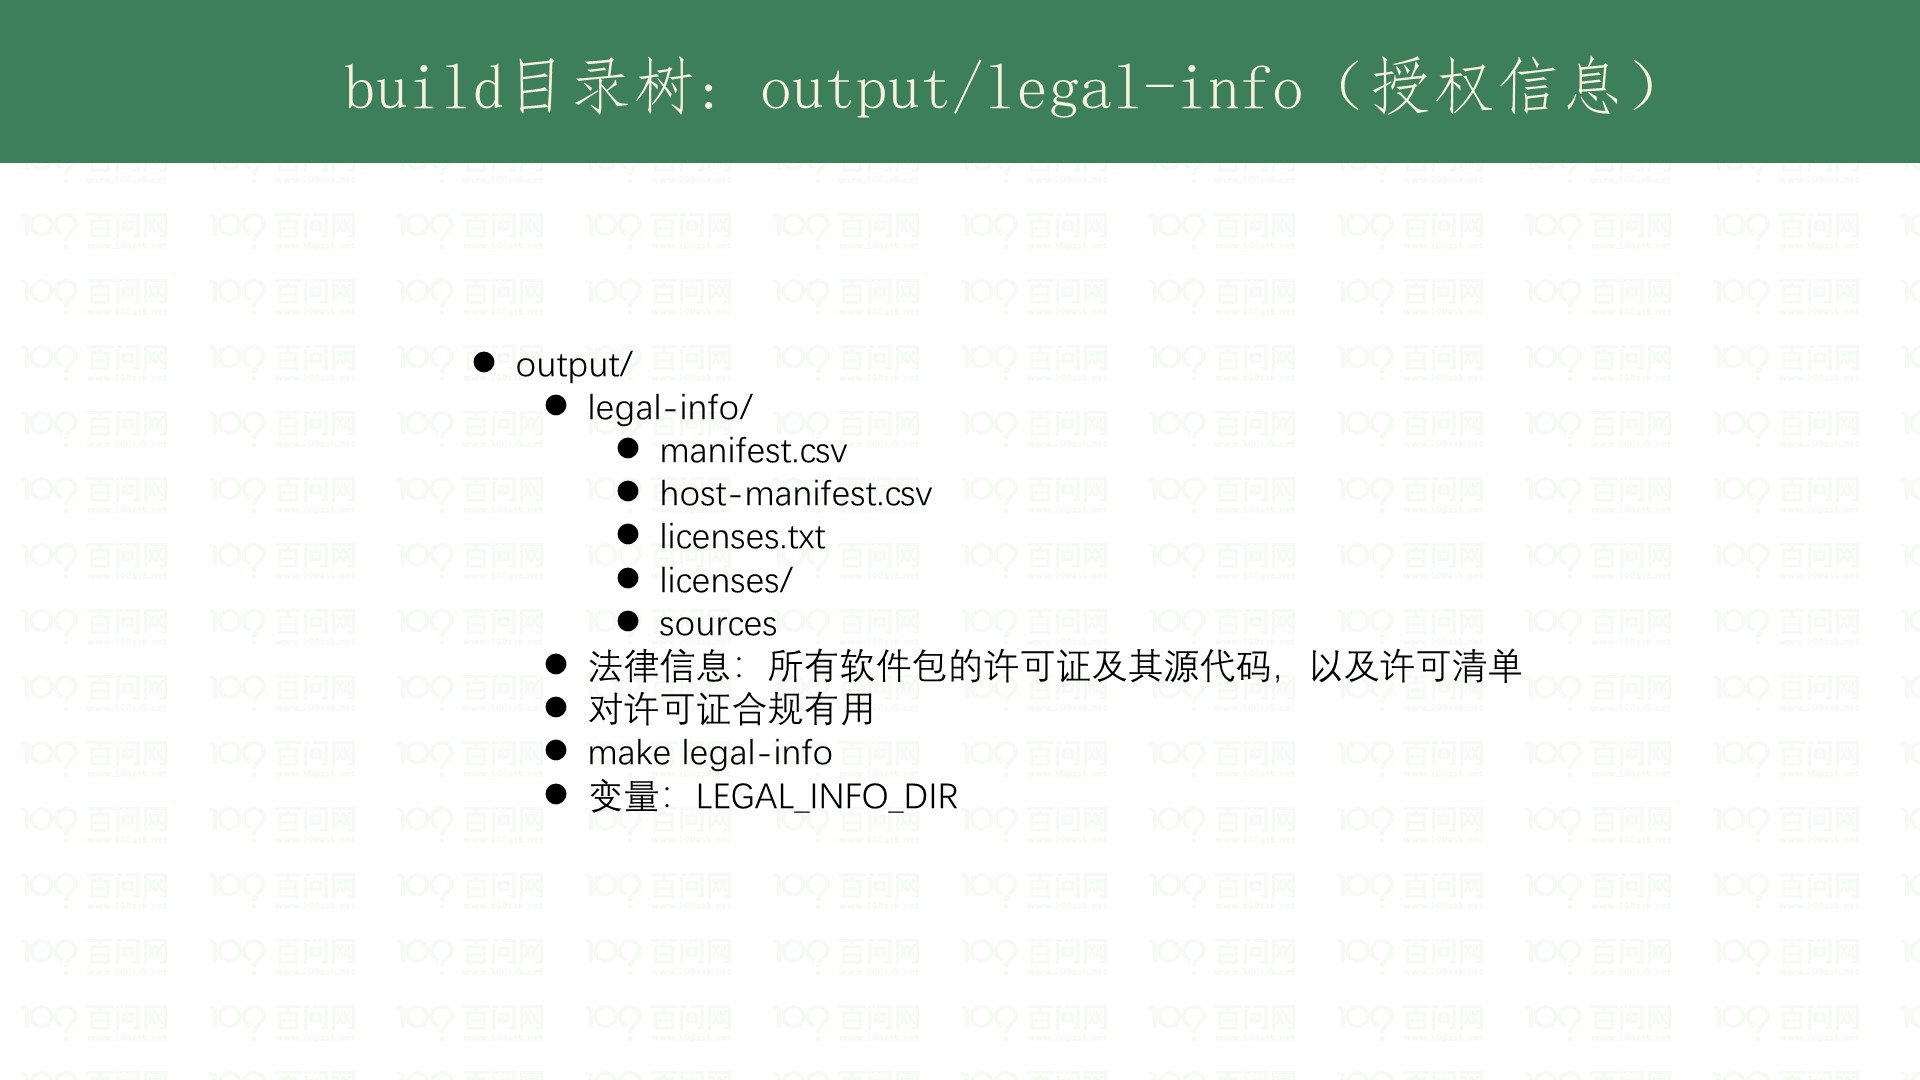 build目录树：output/legal-info（授权信息）
output/
legal-info/
manifest.csv
host-manifest.csv
licenses.txt
licenses/
sources
法律信息：所有软件包的许可证及其源代码，以及许可清单
对许可证合规有用
make legal-info
变量：LEGAL_INFO_DIR